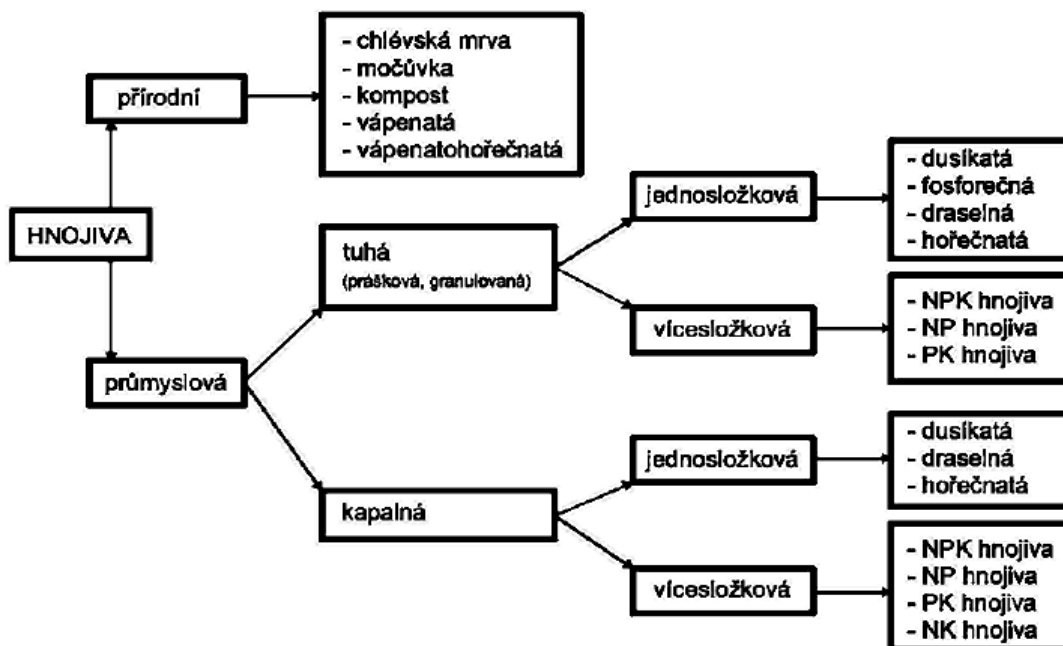 - chlévská mrva
- močůvka
- kompost
- vápenatá
- vápenatohořečnatá
přírodní
HNOJIVA
průmyslová
tuhá
(prášková, granulovaná)
kapalná
jednosložková
- dusíkatá
- fosforečná
- draselná
- hořečnatá
vícesložková
- NPK hnojiva
- NP hnojiva
- PK hnojiva
jednosložková
- dusíkatá
- draselná
- hořečnatá
vícesložková
- NPK hnojiva
- NP hnojiva
- PK hnojiva
- NK hnojiva